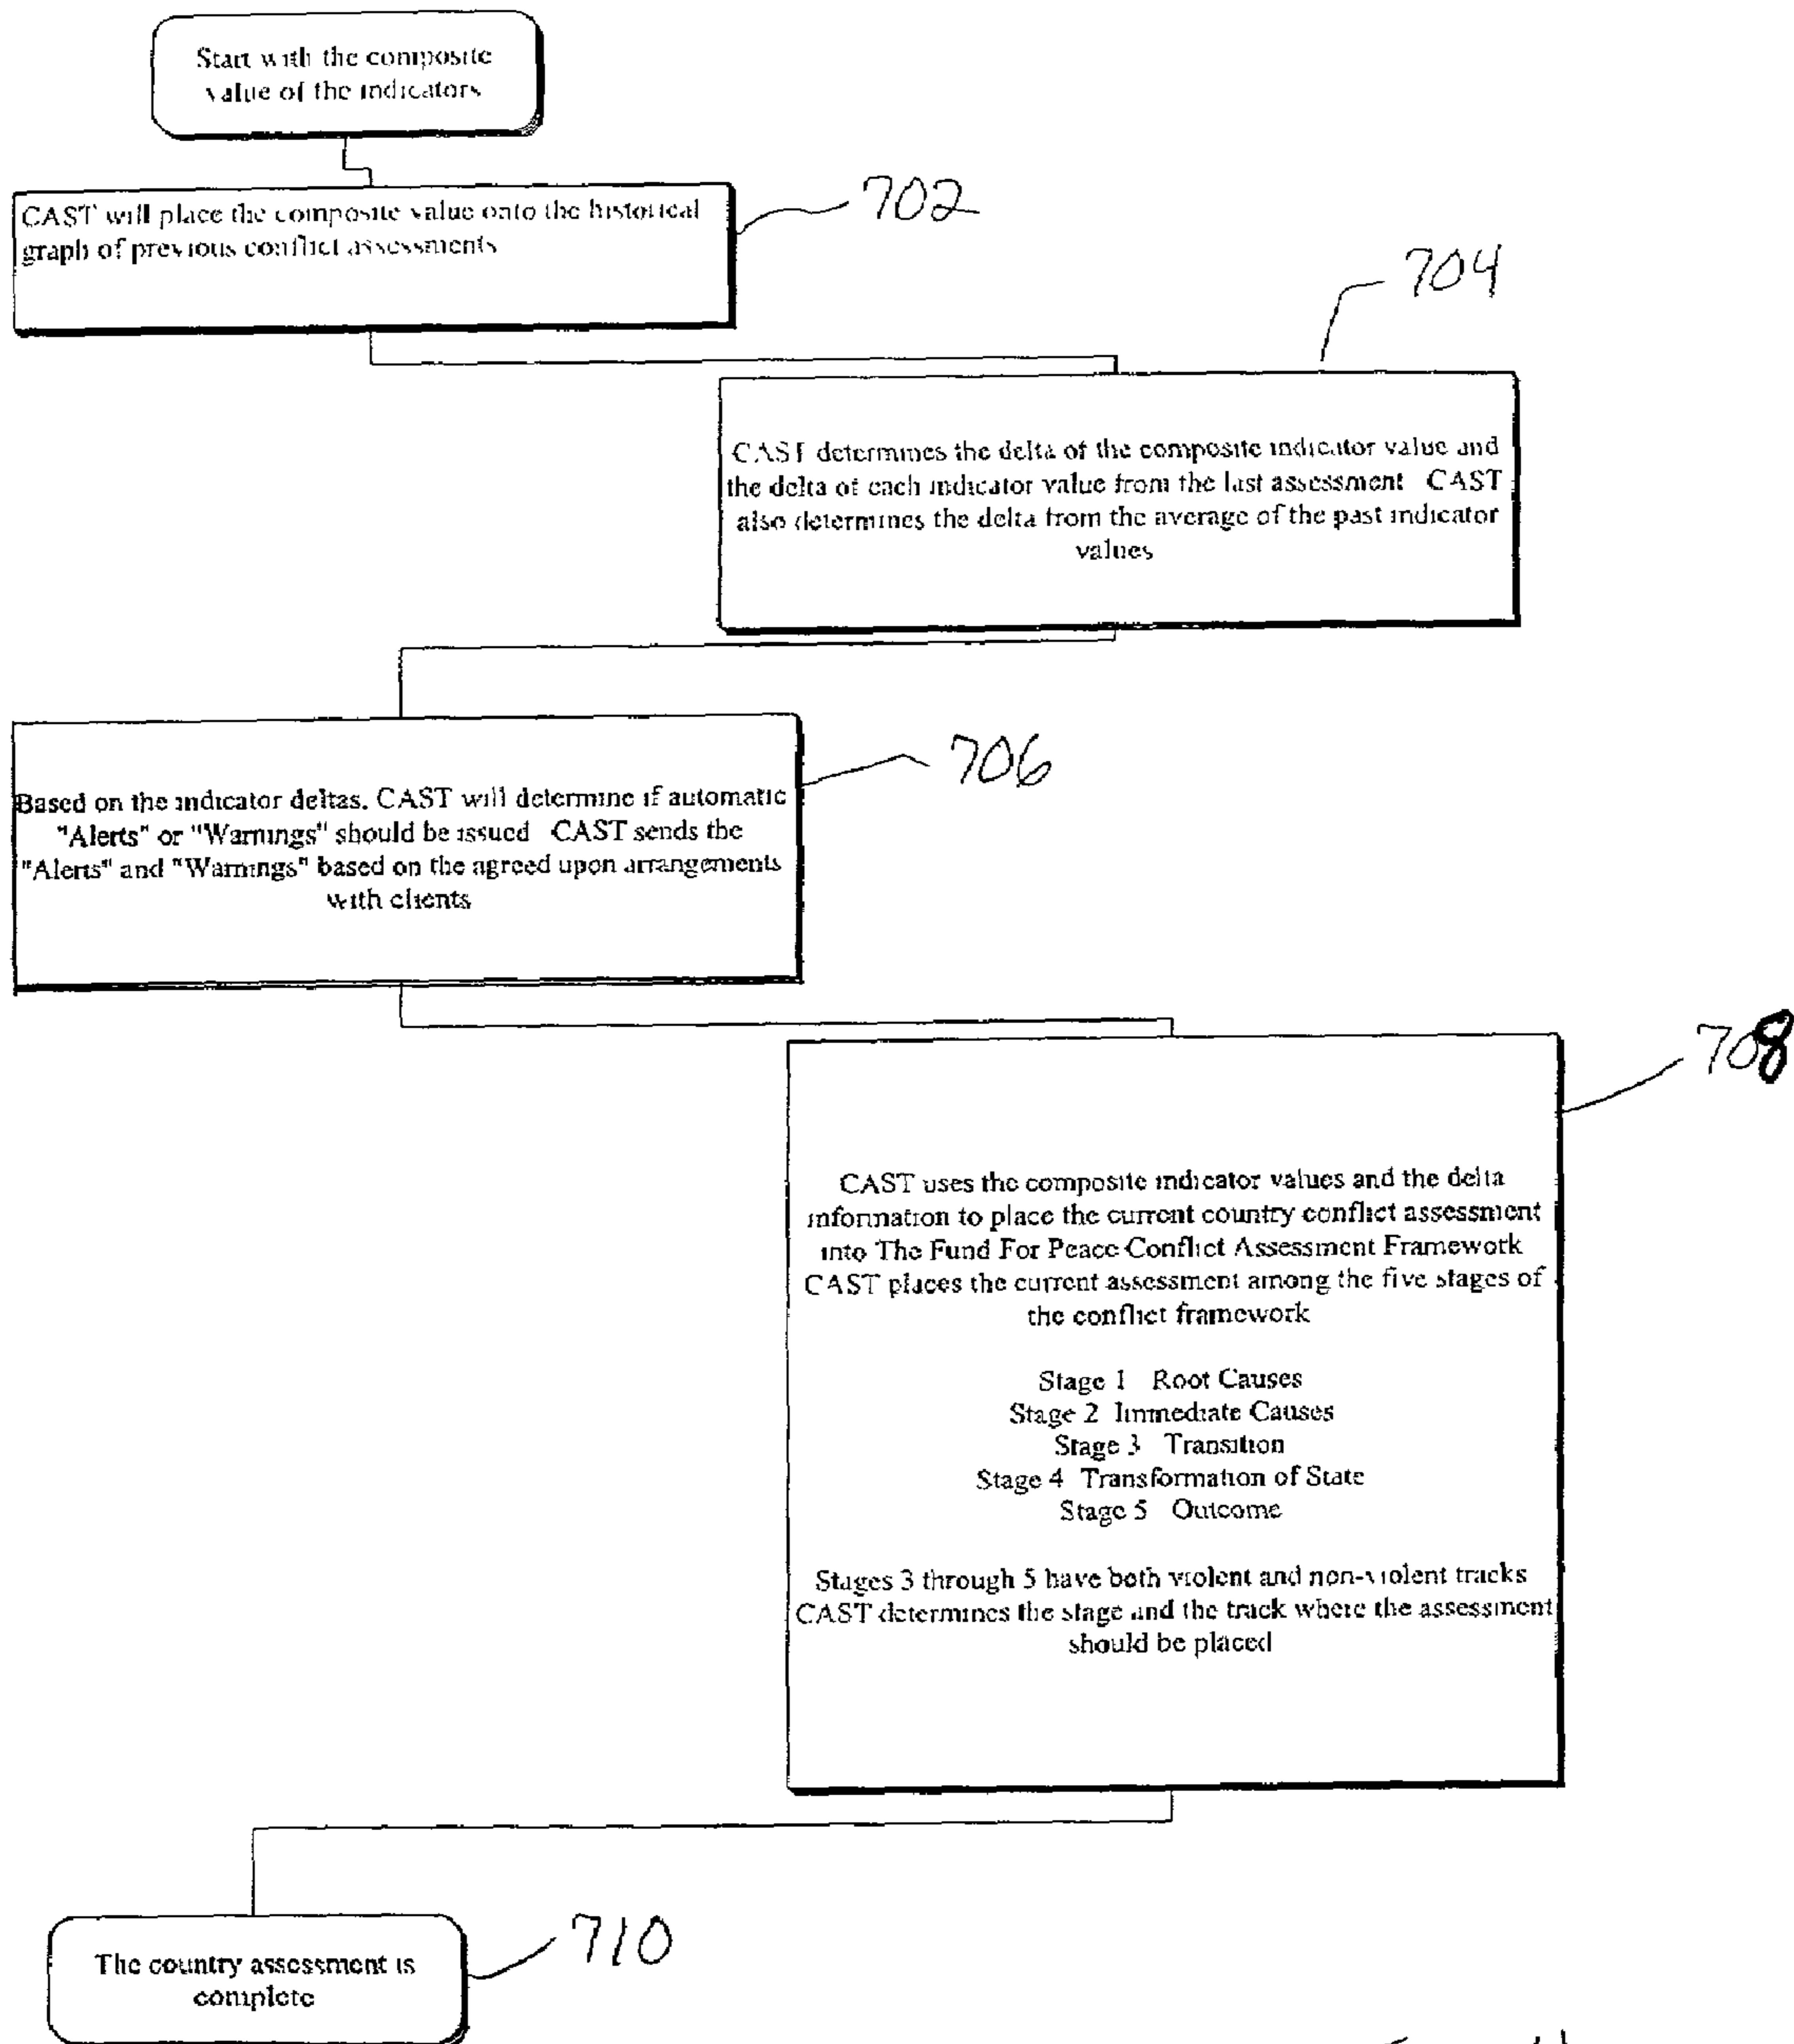 Start with the composite
value of the indicators
CAST will place the composite value onto the historical
graph of previous conflict assessments
702
704
CAST determines the delta of the composite indicator value and
the delta of each indicator value from the last assessment CAST
also determines the delta from the average of the past indicator
values
Based on the indicator deltas, CAST will determine if automatic
"Alerts" or "Warnings" should be issued CAST sends the
"Alerts" and "Warnings" based on the agreed upon arrangements
with clients
706
708
CAST uses the composite indicator values and the delta
information to place the current country conflict assessment
into The Fund For Peace Conflict Assessment Framework
CAST places the current assessment among the five stages of
the conflict framework
Stage 1 Root Causes
Stage 2 Immediate Causes
Stage 3 Transition
Stage 4 Transformation of State
Stage 5 Outcome
Stages 3 through 5 have both violent and non-violent tracks
CAST determines the stage and the track where the assessment
should be placed
The country assessment is
complete
710